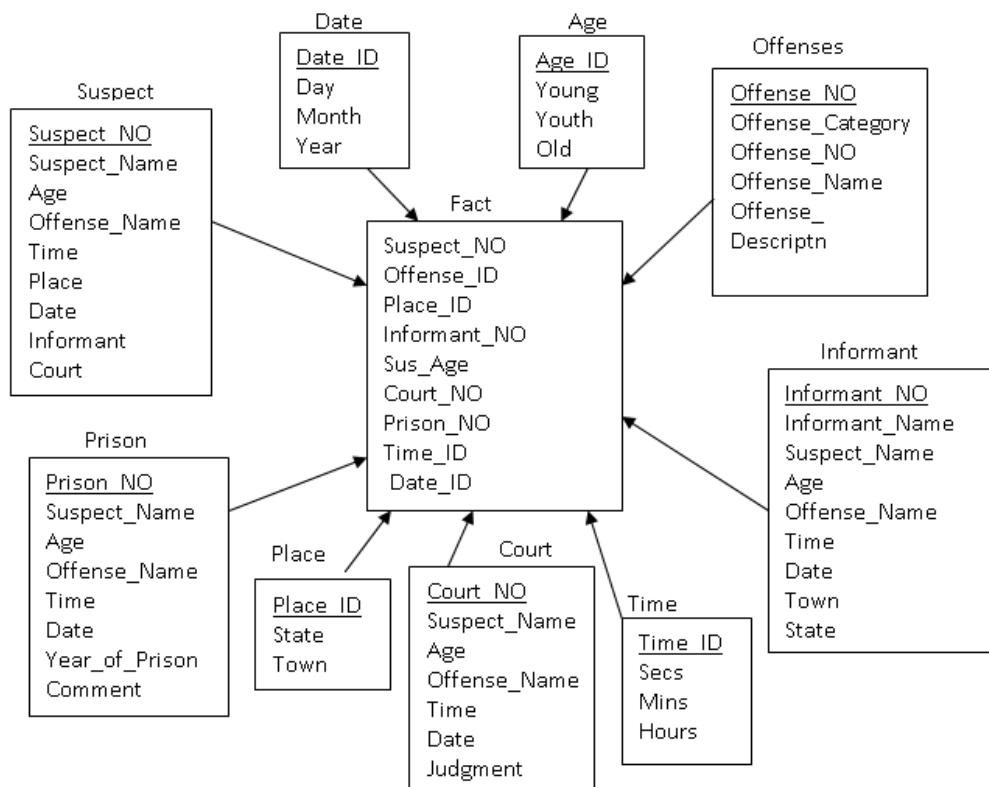 Date
Date_ID
Day
Month
Year
Age
Age_ID
Young
Youth
Old
Offenses
Offense_NO
Offense_Category
Offense_NO
Offense_Name
Offense_
Descriptn
Suspect
Suspect_NO
Suspect_Name
Age
Offense_Name
Time
Place
Date
Informant
Court
Fact
Suspect_NO
Offense_ID
Place_ID
Informant_NO
Sus_Age
Court_NO
Prison_NO
Time_ID
Date_ID
Informant
Informant_NO
Informant_Name
Suspect_Name
Age
Offense_Name
Time
Date
Town
State
Prison
Prison_NO
Suspect_Name
Age
Offense_Name
Time
Date
Year_of_Prison
Comment
Place
Place_ID
State
Town
Court
Court_NO
Suspect_Name
Age
Offense_Name
Time
Date
Judgment
Time
Time_ID
Secs
Mins
Hours